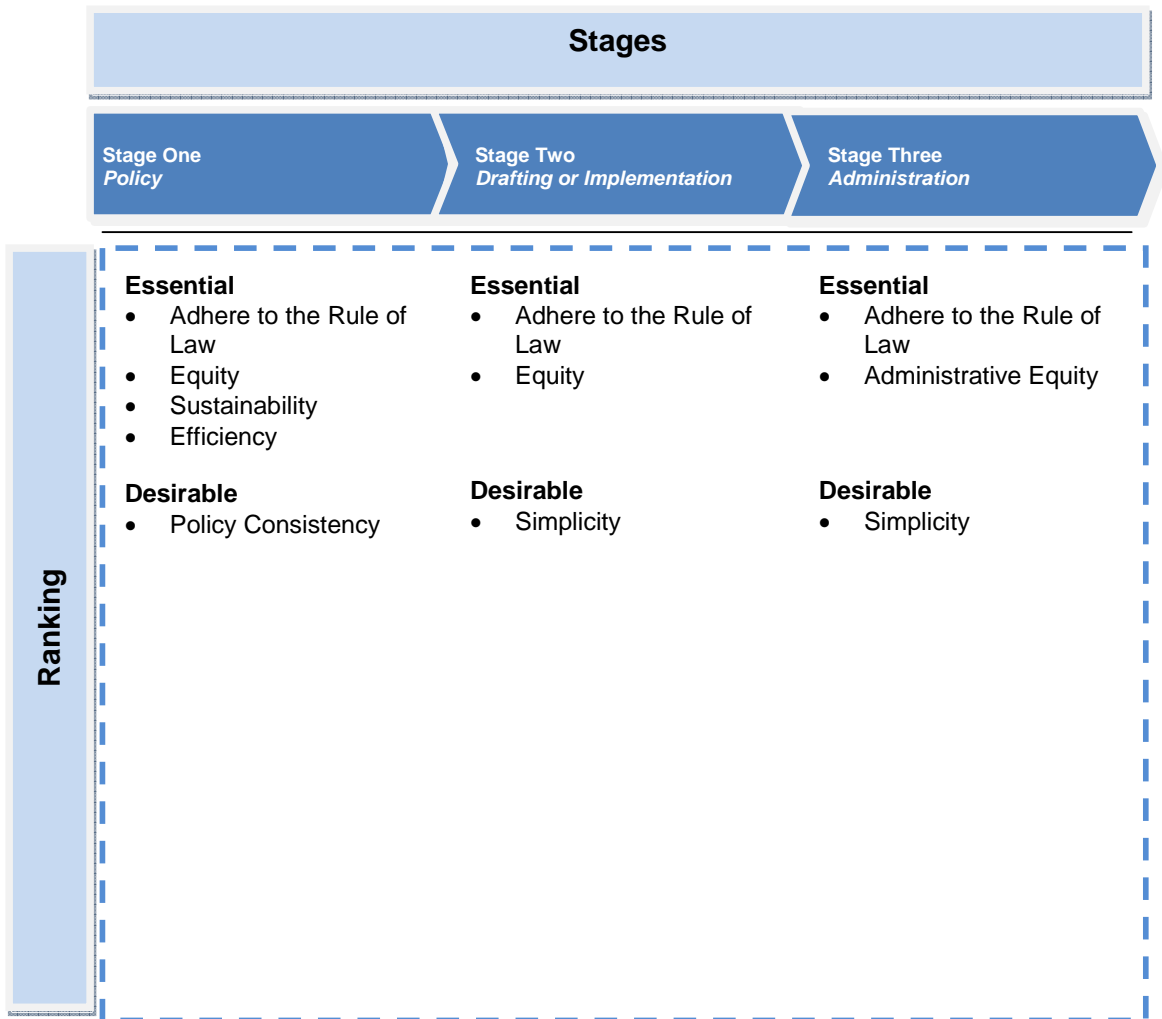 Stages
Stage One
Policy
Stage Two
Drafting or Implementation
Stage Three
Administration
Ranking
Essential
• Adhere to the Rule of
Law
• Equity
• Sustainability
• Efficiency
Desirable
• Policy Consistency
Essential
• Adhere to the Rule of
Law
• Equity
Desirable
• Simplicity
Essential
• Adhere to the Rule of
Law
• Administrative Equity
Desirable
• Simplicity